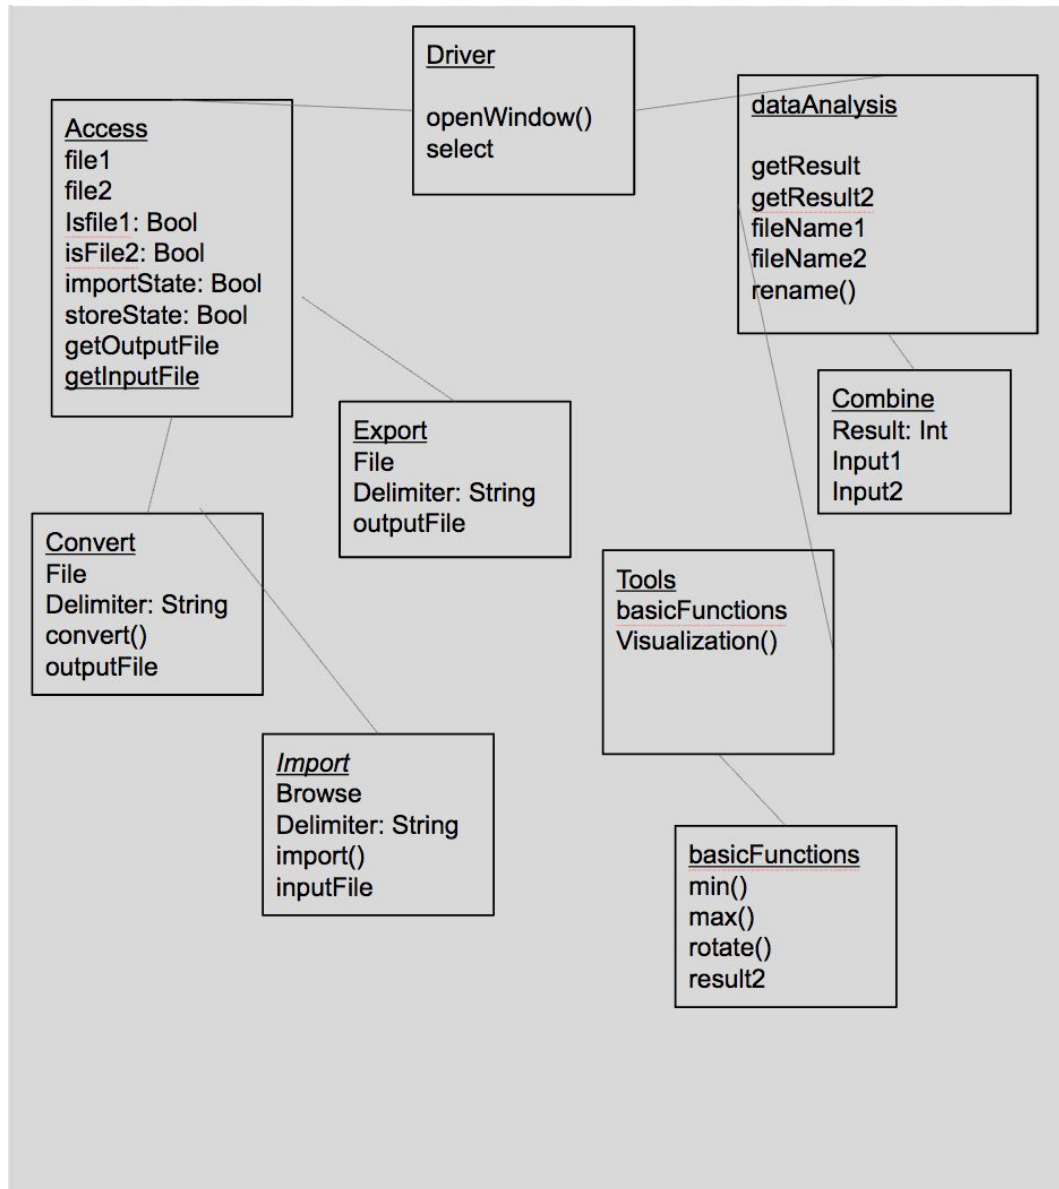 Driver
openWindow()
select
Access
file1
file2
Isfile1: Bool
isFile2: Bool
importState: Bool
storeState: Bool
getOutputFile
getInputFile
dataAnalysis
getResult
getResult2
fileName1
fileName2
rename()
Export
File
Delimiter: String
outputFile
Combine
Result: Int
Input1
Input2
Convert
File
Delimiter: String
convert()
outputFile
Tools
basicFunctions
Visualization()
Import
Browse
Delimiter: String
import()
inputFile
basicFunctions
min()
max()
rotate()
result2